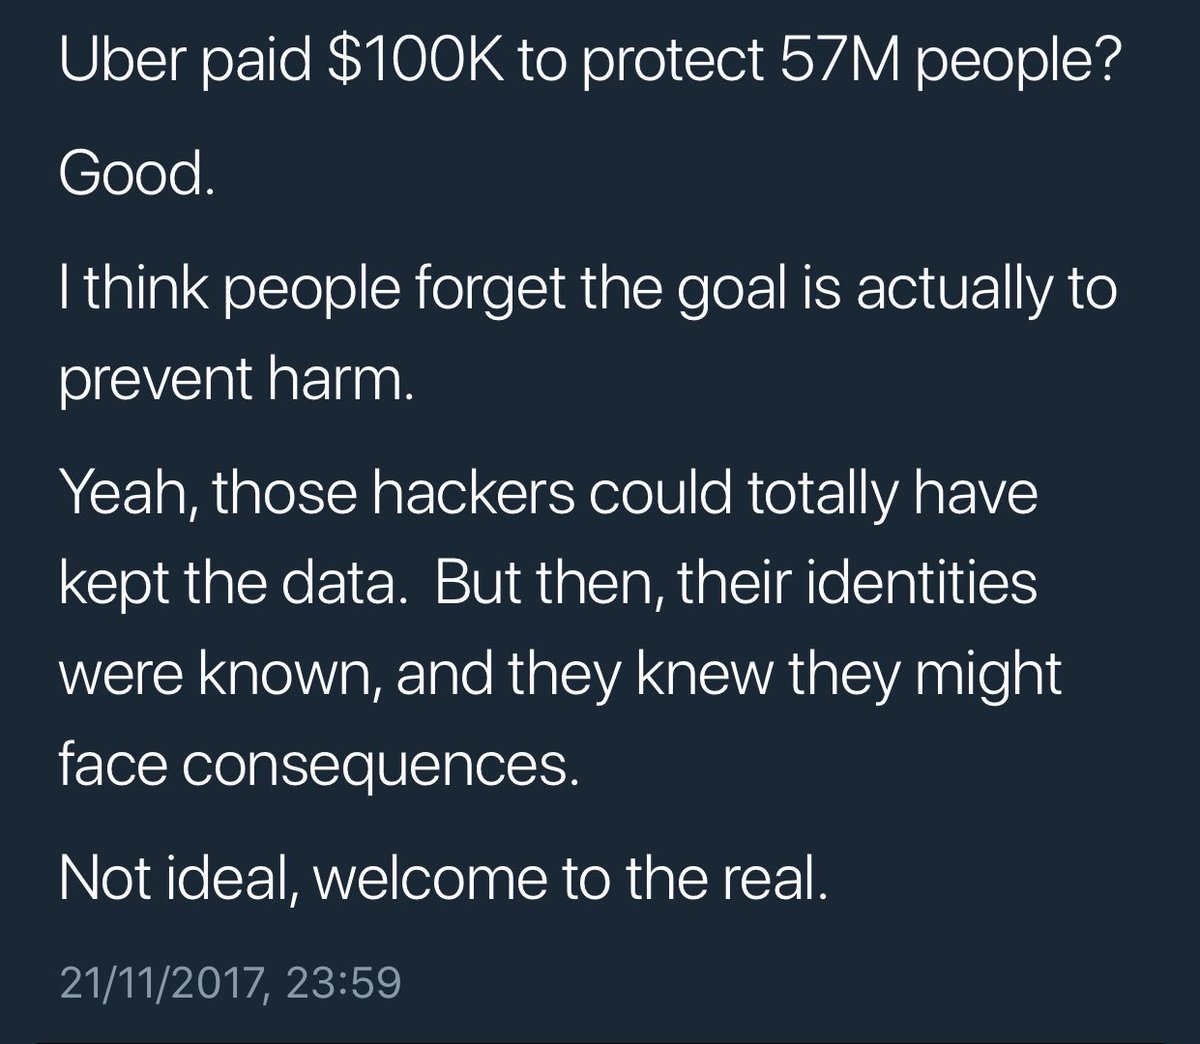 Uber paid $100K to protect 57M people?
Good.
I think people forget the goal is actually to
prevent harm.
Yeah, those hackers could totally have
kept the data.  But then, their identities
were known, and they knew they might
face consequences.
Not ideal, welcome to the real.
21/11/2017, 23:59